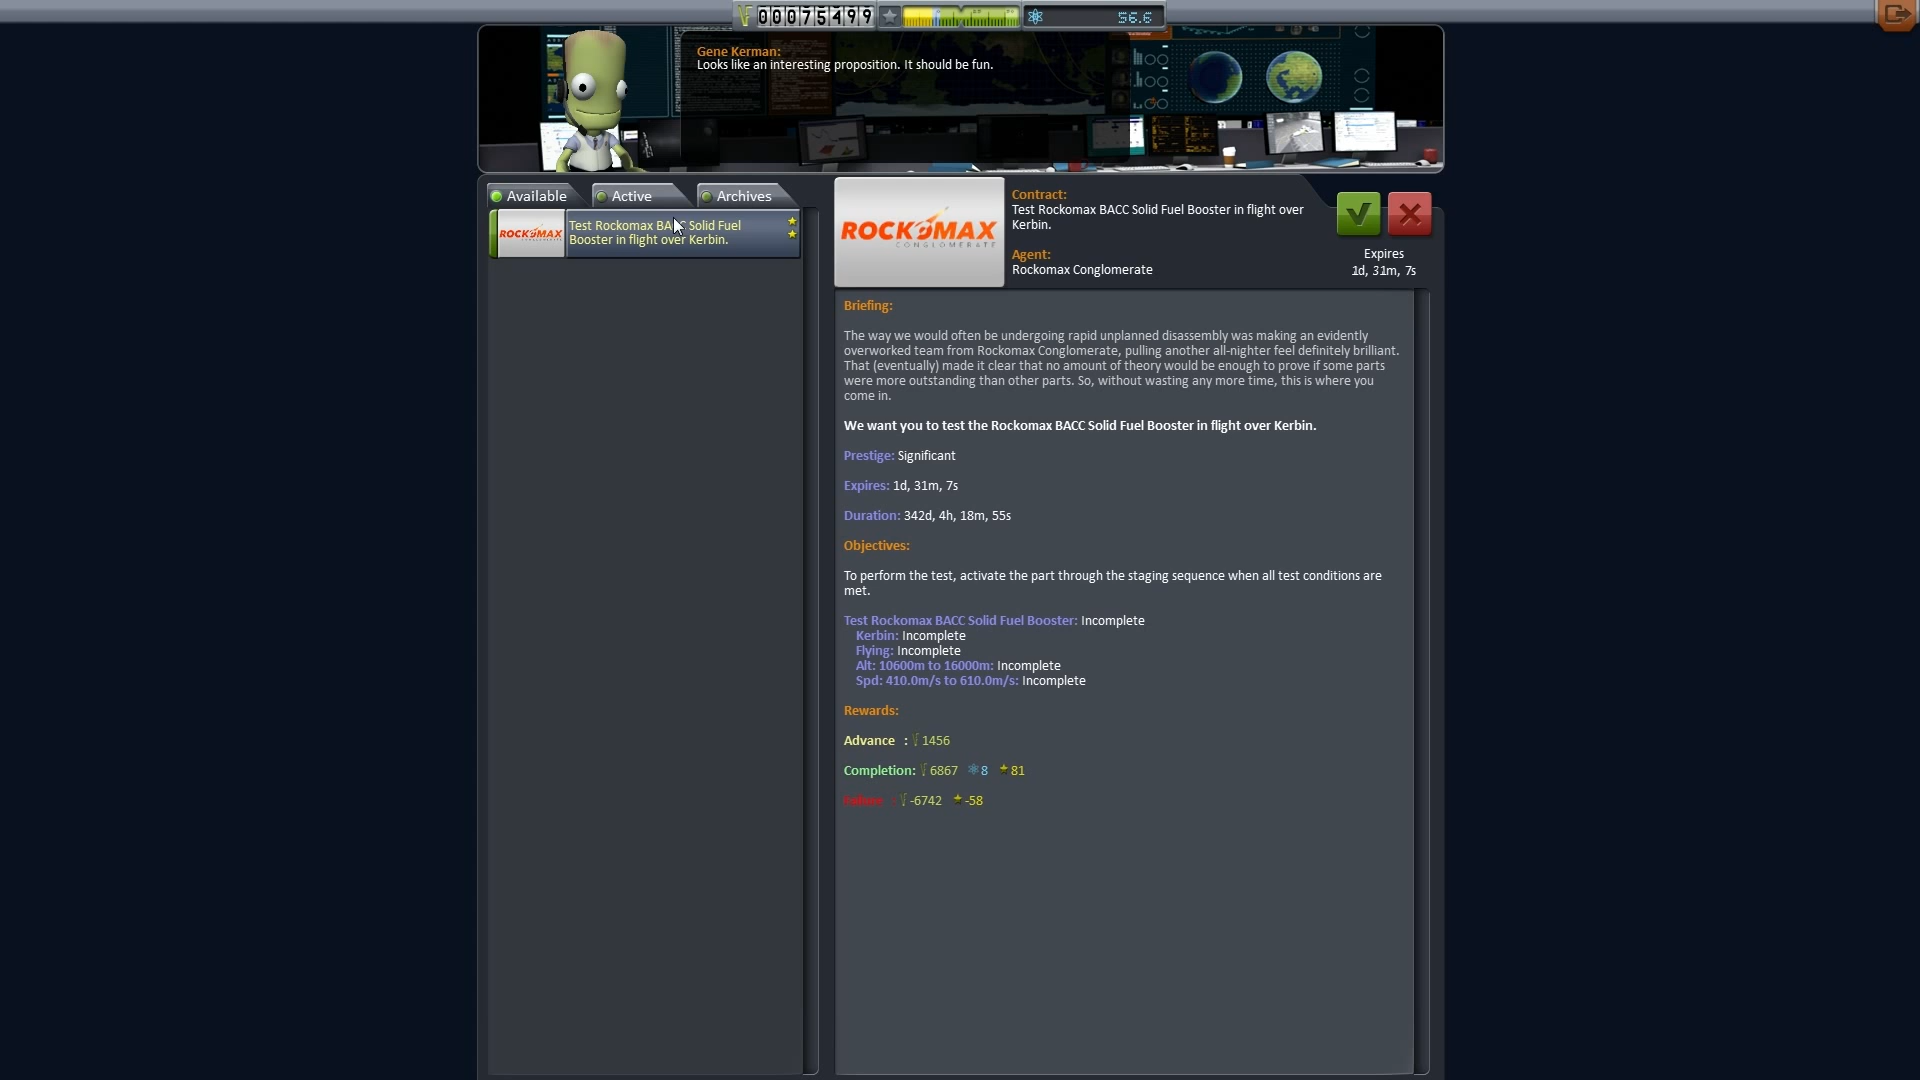 00075499
56.6
Gene Kerman:
Looks like an interesting proposition. It should be fun.
Available
Active
Archives
ROCKOMAX
Test Rockomax BACC Solid Fuel
Booster in flight over Kerbin.
ROCKOMAX
CONGLOMERATE
Contract:
Test Rockomax BACC Solid Fuel Booster in flight over
Kerbin.
Agent:
Rockomax Conglomerate
Expires
1d, 31m, 7s
Briefing:
The way we would often be undergoing rapid unplanned disassembly was making an evidently
overworked team from Rockomax Conglomerate, pulling another all-nighter feel definitely brilliant.
That (eventually) made it clear that no amount of theory would be enough to prove if some parts
were more outstanding than other parts. So, without wasting any more time, this is where you
come in.
We want you to test the Rockomax BACC Solid Fuel Booster in flight over Kerbin.
Prestige: Significant
Expires: 1d, 31m, 7s
Duration: 342d, 4h, 18m, 55s
Objectives:
To perform the test, activate the part through the staging sequence when all test conditions are
met.
Test Rockomax BACC Solid Fuel Booster: Incomplete
Kerbin: Incomplete
Flying: Incomplete
Alt: 10600m to 16000m: Incomplete
Spd: 410.0m/s to 610.0m/s: Incomplete
Rewards:
Advance : 1456
Completion: 6867 8 81
: -6742 -58